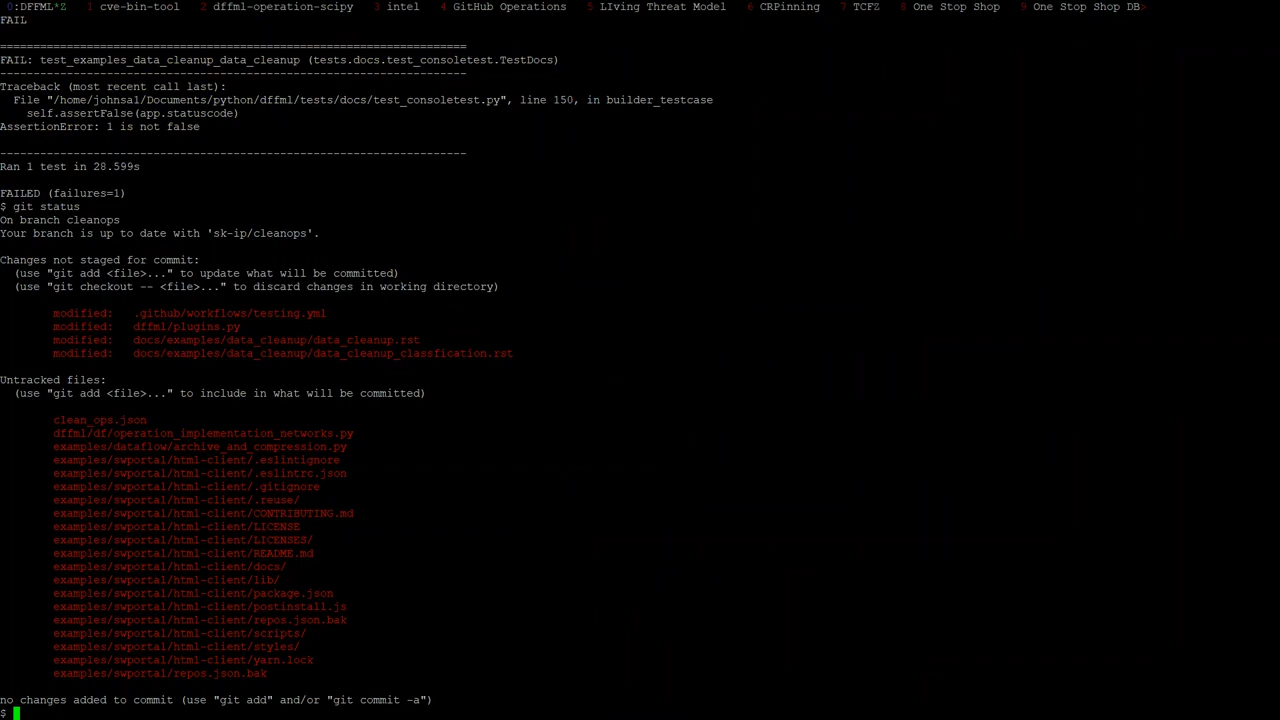 0:DFFML*Z 1 cve-bin-tool 2 dffml-operation-scipy 3 intel 4 GitHub Operations 5 LIving Threat Model 6 CRPinning 7 TCFZ 8 One Stop Shop 9 One Stop Shop DB>
FAIL
======================================================================
FAIL: test_examples_data_cleanup_data_cleanup (tests.docs.test_consoletest.TestDocs)
----------------------------------------------------------------------
Traceback (most recent call last):
  File "/home/johnsal/Documents/python/dffml/tests/docs/test_consoletest.py", line 150, in builder_testcase
    self.assertFalse(app.statuscode)
AssertionError: 1 is not false
----------------------------------------------------------------------
Ran 1 test in 28.599s
FAILED (failures=1)
$ git status
On branch cleanops
Your branch is up to date with 'sk-ip/cleanops'.
Changes not staged for commit:
  (use "git add <file>..." to update what will be committed)
  (use "git checkout -- <file>..." to discard changes in working directory)
        modified:   .github/workflows/testing.yml
        modified:   dffml/plugins.py
        modified:   docs/examples/data_cleanup/data_cleanup.rst
        modified:   docs/examples/data_cleanup/data_cleanup_classfication.rst
Untracked files:
  (use "git add <file>..." to include in what will be committed)
        clean_ops.json
        dffml/df/operation_implementation_networks.py
        examples/dataflow/archive_and_compression.py
        examples/swportal/html-client/.eslintignore
        examples/swportal/html-client/.eslintrc.json
        examples/swportal/html-client/.gitignore
        examples/swportal/html-client/.reuse/
        examples/swportal/html-client/CONTRIBUTING.md
        examples/swportal/html-client/LICENSE
        examples/swportal/html-client/LICENSES/
        examples/swportal/html-client/README.md
        examples/swportal/html-client/docs/
        examples/swportal/html-client/lib/
        examples/swportal/html-client/package.json
        examples/swportal/html-client/postinstall.js
        examples/swportal/html-client/repos.json.bak
        examples/swportal/html-client/scripts/
        examples/swportal/html-client/styles/
        examples/swportal/html-client/yarn.lock
        examples/swportal/repos.json.bak
no changes added to commit (use "git add" and/or "git commit -a")
$